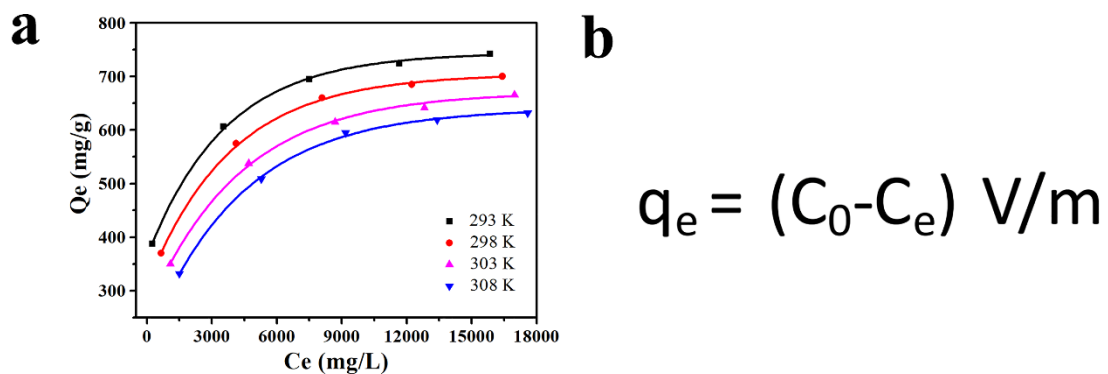 a
b
800
700
600
500
400
300
Qe (mg/g)
293 K
298 K
303 K
308 K
0 3000 6000 9000 12000 15000 18000
Ce (mg/L)
qₑ = (C₀-Cₑ) V/m